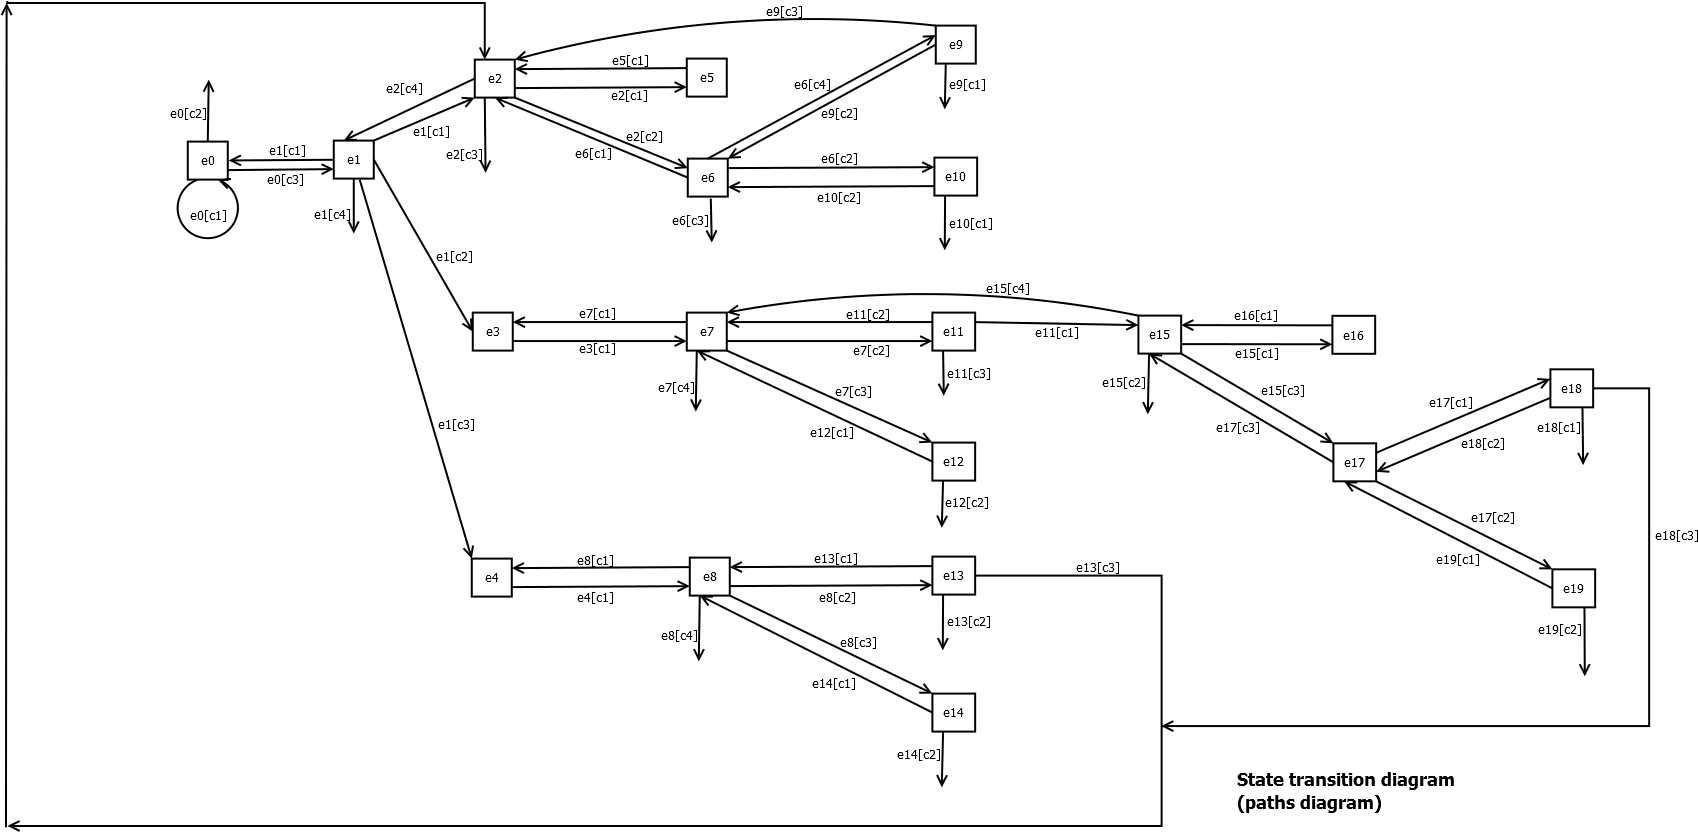 e9[c3]
e9
e5[c1]
e2
e5
e2[c4]
e6[c4]
e9[c1]
e2[c1]
e0[c2]
e9[c2]
e1[c1]
e2[c2]
e1[c1]
e2[c3]
e6[c1]
e0
e1
e6[c2]
e0[c3]
e6
e10
e10[c2]
e0[c1]
e1[c4]
e6[c3]
e10[c1]
e1[c2]
e15[c4]
e7[c1]
e11[c2]
e16[c1]
e3
e7
e11
e11[c1]
e15
e16
e3[c1]
e7[c2]
e15[c1]
e11[c3]
e15[c2]
e7[c4]
e7[c3]
e15[c3]
e17[c1]
e18
e1[c3]
e12[c1]
e17[c3]
e18[c1]
e18[c2]
e12
e17
e12[c2]
e17[c2]
e18[c3]
e8[c1]
e13[c1]
e19[c1]
e4
e8
e13
e13[c3]
e19
e4[c1]
e8[c2]
e13[c2]
e19[c2]
e8[c4]
e8[c3]
e14[c1]
e14
e14[c2]
State transition diagram
(paths diagram)